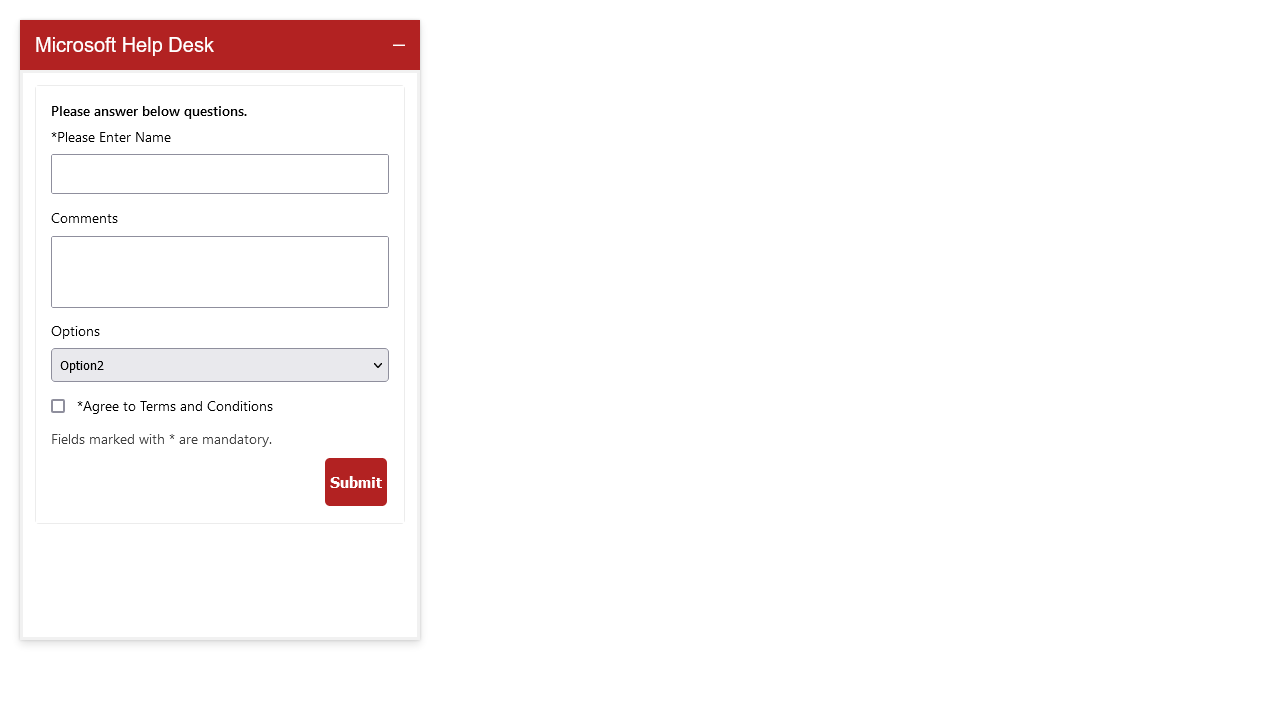 Microsoft Help Desk
Please answer below questions.
*Please Enter Name
Comments
Options
Option2
*Agree to Terms and Conditions
Fields marked with * are mandatory.
Submit